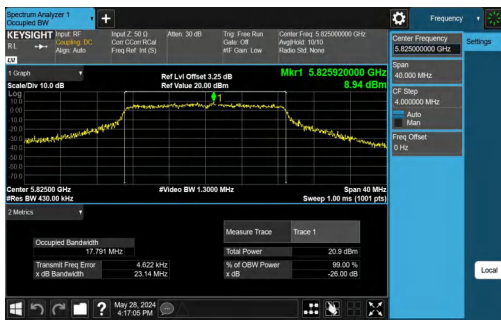 Spectrum Analyzer 1
Occupied BW
Frequency
KEYSIGHT
Input: RF
Coupling: DC
Align: Auto
Input Z: 50 Ω
Corr CCorr RCal
Freq Ref: Int (S)
Atten: 30 dB
Trig: Free Run
Gate: Off
#IF Gain: Low
Center Freq: 5.825000000 GHz
Avg|Hold: 10/10
Radio Std: None
RL
LXI
1 Graph
Scale/Div 10.0 dB
Ref Lvl Offset 3.25 dB
Ref Value 20.00 dBm
Mkr1 5.825920000 GHz
8.94 dBm
Log
10.0
0.00
-10.0
-20.0
-30.0
-40.0
-50.0
-60.0
-70.0
1
Center 5.82500 GHz
#Res BW 430.00 kHz
#Video BW 1.3000 MHz
Span 40 MHz
Sweep 1.00 ms (1001 pts)
2 Metrics
Measure Trace
Trace 1
Occupied Bandwidth
17.791 MHz
Total Power
20.9 dBm
Transmit Freq Error
4.622 kHz
% of OBW Power
99.00 %
x dB Bandwidth
23.14 MHz
x dB
-26.00 dB
May 28, 2024
4:17:05 PM
Center Frequency
5.825000000 GHz
Settings
Span
40.000 MHz
CF Step
4.000000 MHz
Auto
Man
Freq Offset
0 Hz
Local